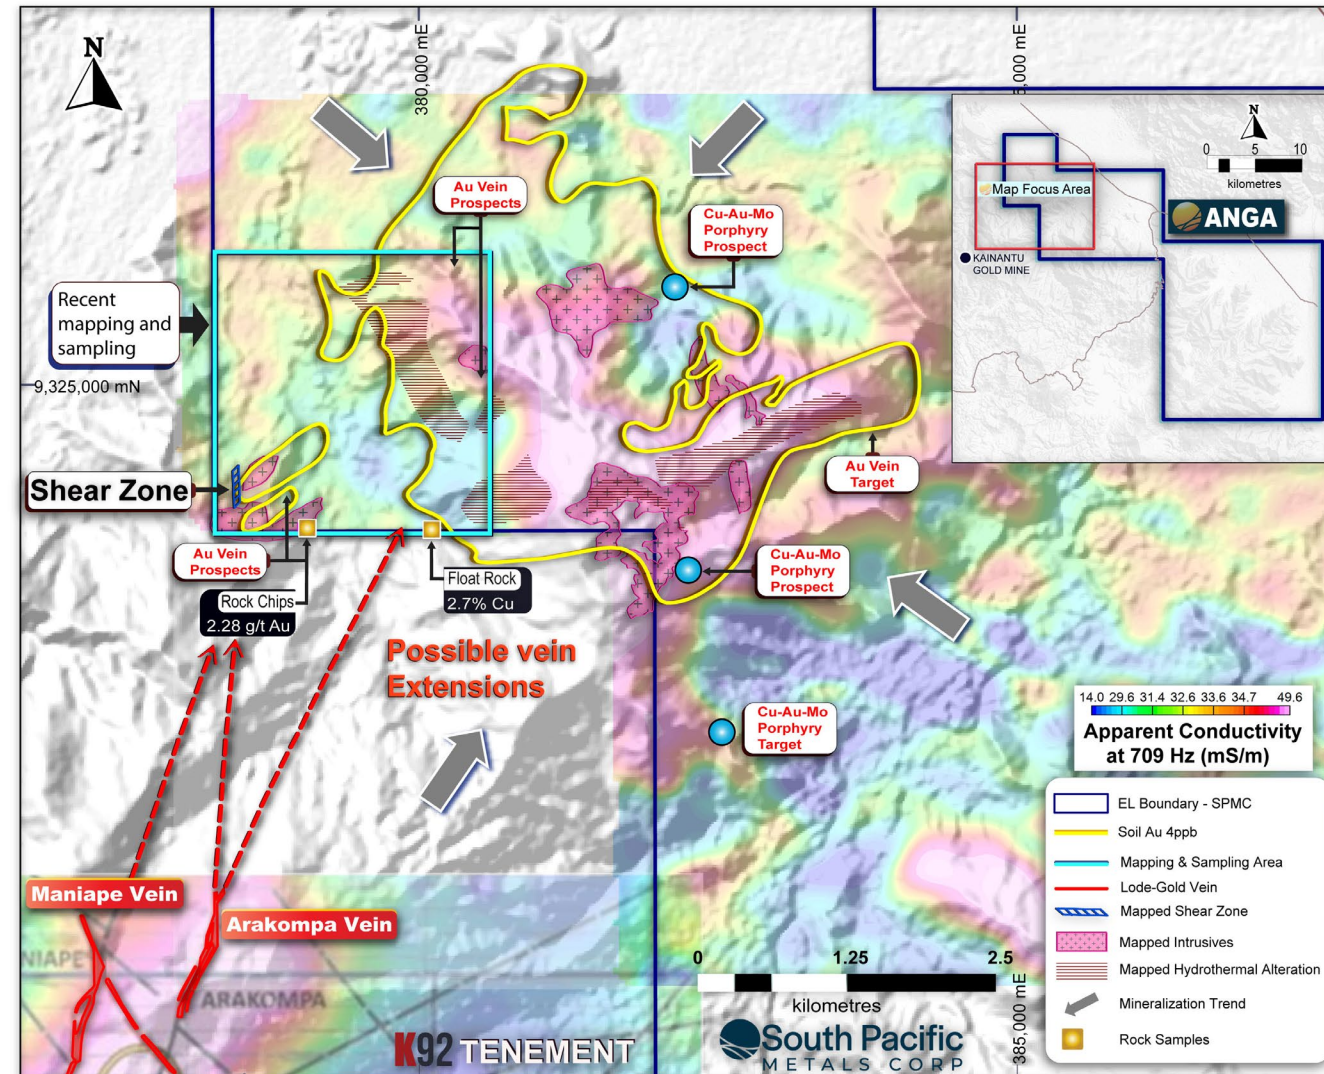 N
380,000 mE
,000 mE
N
0 5 10
kilometres
Map Focus Area
ANGA
KAINANTU
GOLD MINE
Au Vein
Prospects
Cu-Au-Mo
Porphyry
Prospect
Recent
mapping and
sampling
9,325,000 mN
Shear Zone
Au Vein
Target
Au Vein
Prospects
Rock Chips
2.28 g/t Au
Float Rock
2.7% Cu
Cu-Au-Mo
Porphyry
Prospect
Possible vein
Extensions
Cu-Au-Mo
Porphyry
Target
14.0 29.6 31.4 32.6 33.6 34.7 49.6
Apparent Conductivity
at 709 Hz (mS/m)
EL Boundary - SPMC
Soil Au 4ppb
Mapping & Sampling Area
Lode-Gold Vein
Mapped Shear Zone
Mapped Intrusives
Mapped Hydrothermal Alteration
Mineralization Trend
Rock Samples
Maniape Vein
Arakompa Vein
NIAPE
ARAKOMPA
0 1.25 2.5
kilometres
385,000 mE
K92 TENEMENT
South Pacific
METALS CORP